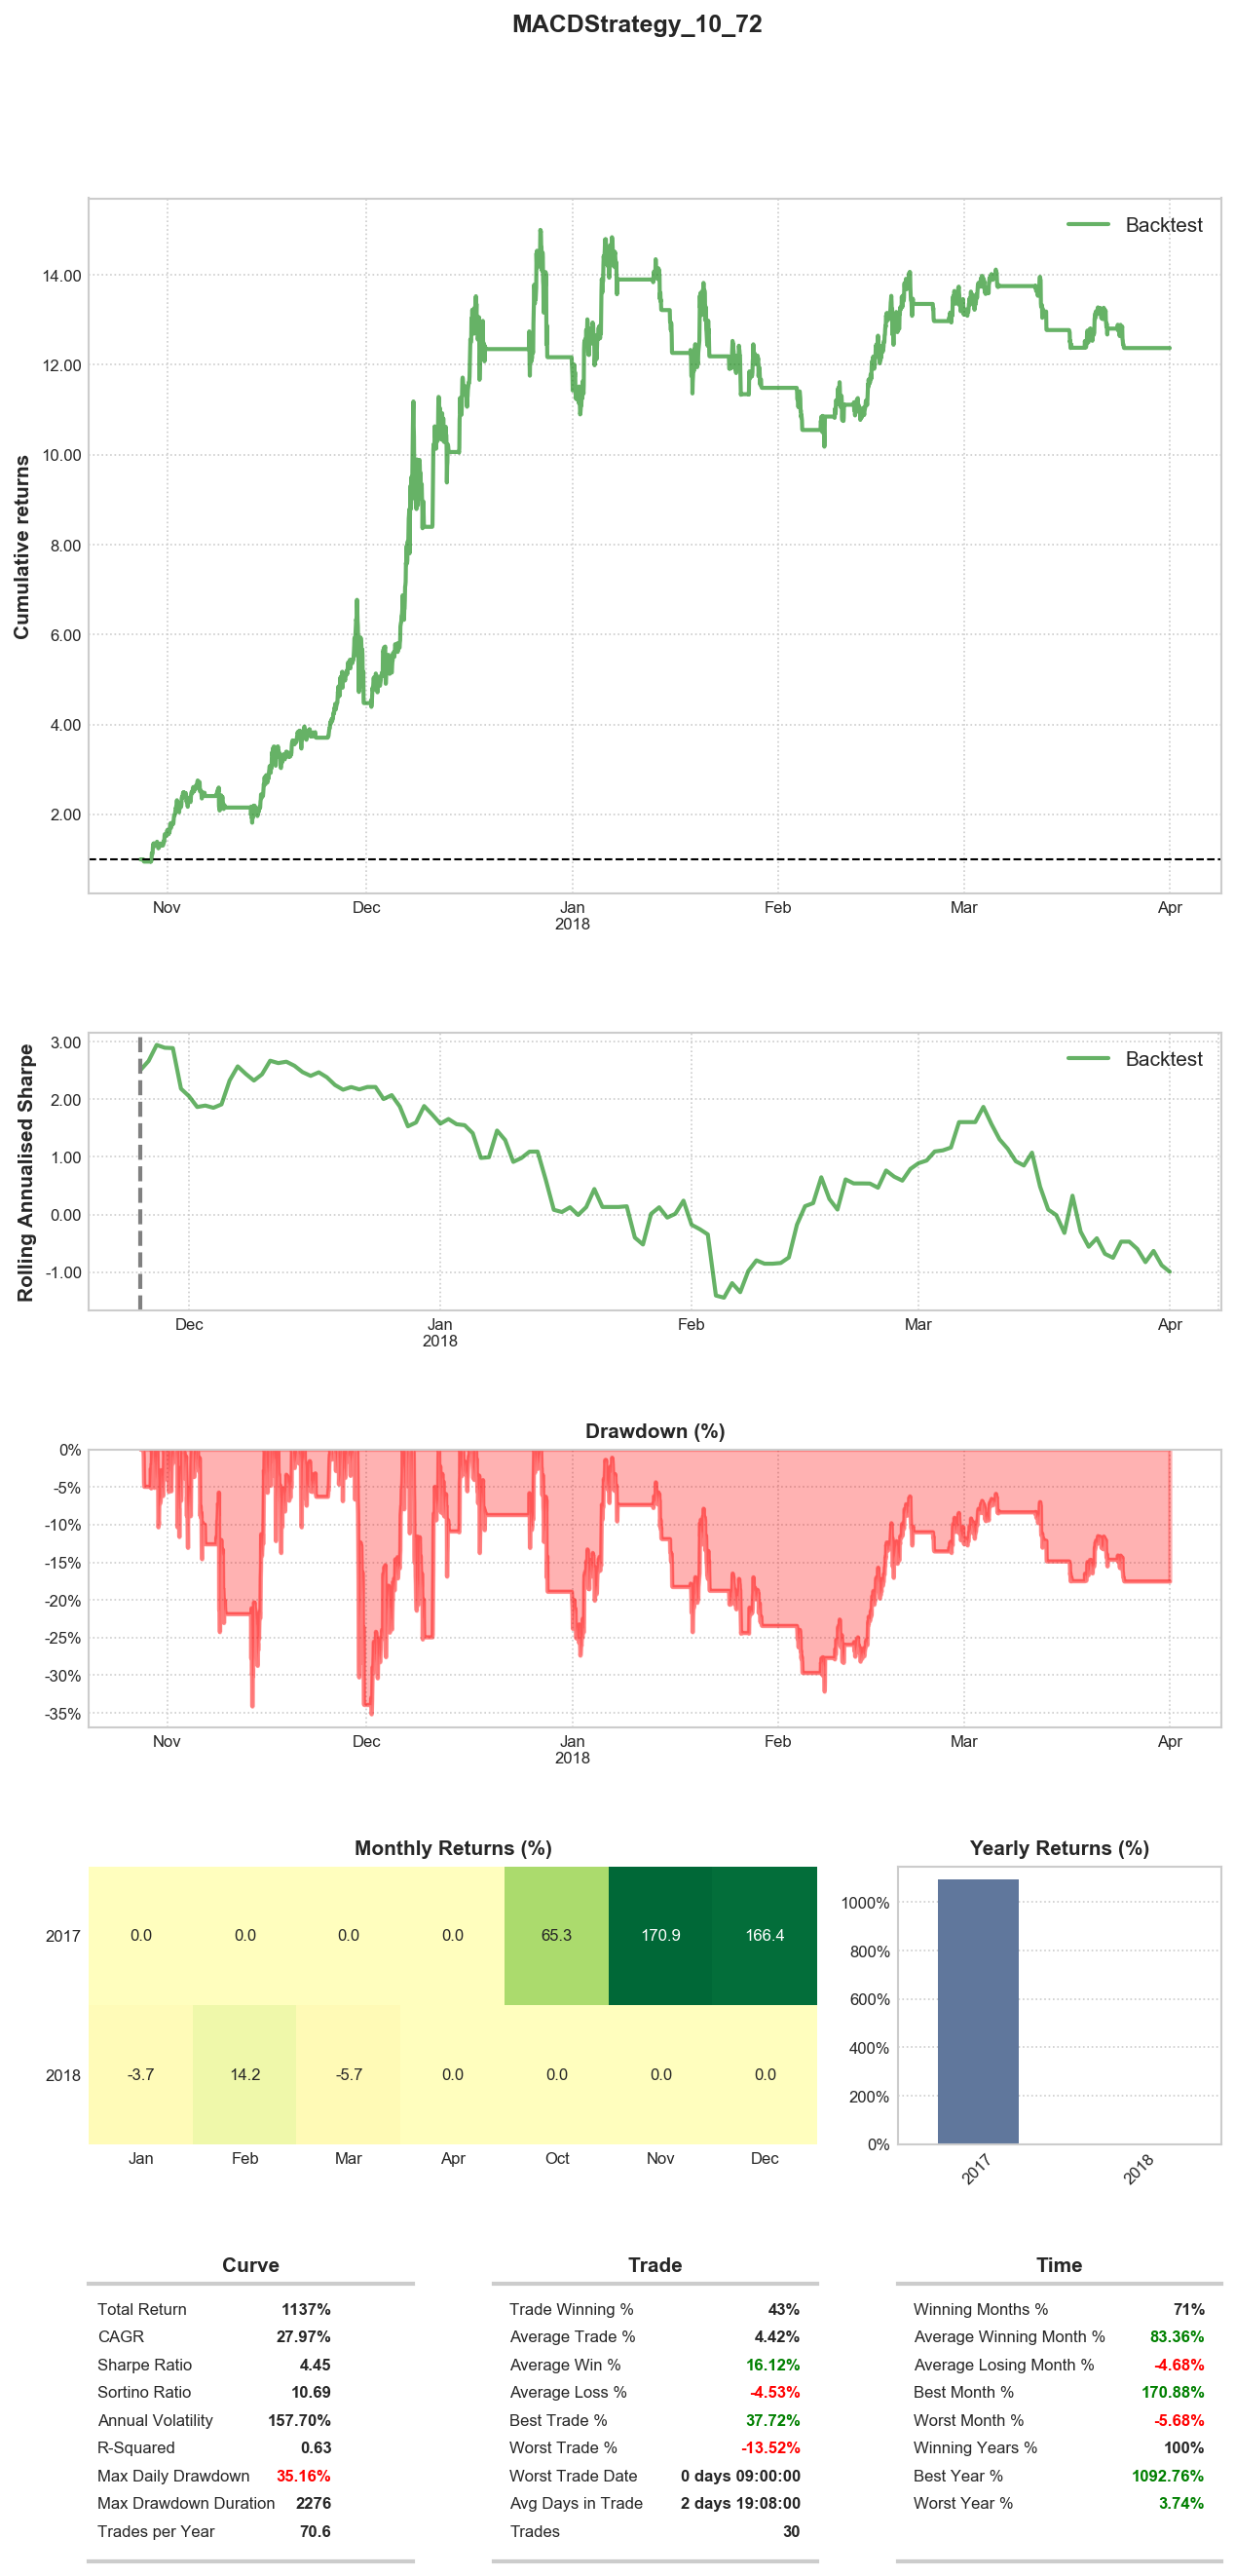 MACDStrategy_10_72
Cumulative returns
14.00
12.00
10.00
8.00
6.00
4.00
2.00
Backtest
Nov Dec Jan Feb Mar Apr
2018
Rolling Annualised Sharpe
3.00
2.00
1.00
0.00
-1.00
Backtest
Dec Jan Feb Mar Apr
2018
Drawdown (%)
0%
-5%
-10%
-15%
-20%
-25%
-30%
-35%
Nov Dec Jan Feb Mar Apr
2018
Monthly Returns (%)
2017 0.0 0.0 0.0 0.0 65.3 170.9 166.4
2018 -3.7 14.2 -5.7 0.0 0.0 0.0 0.0
Jan Feb Mar Apr Oct Nov Dec
Yearly Returns (%)
1000%
800%
600%
400%
200%
0%
2017 2018
Curve
Total Return 1137%
CAGR 27.97%
Sharpe Ratio 4.45
Sortino Ratio 10.69
Annual Volatility 157.70%
R-Squared 0.63
Max Daily Drawdown 35.16%
Max Drawdown Duration 2276
Trades per Year 70.6
Trade
Trade Winning % 43%
Average Trade % 4.42%
Average Win % 16.12%
Average Loss % -4.53%
Best Trade % 37.72%
Worst Trade % -13.52%
Worst Trade Date 0 days 09:00:00
Avg Days in Trade 2 days 19:08:00
Trades 30
Time
Winning Months % 71%
Average Winning Month % 83.36%
Average Losing Month % -4.68%
Best Month % 170.88%
Worst Month % -5.68%
Winning Years % 100%
Best Year % 1092.76%
Worst Year % 3.74%